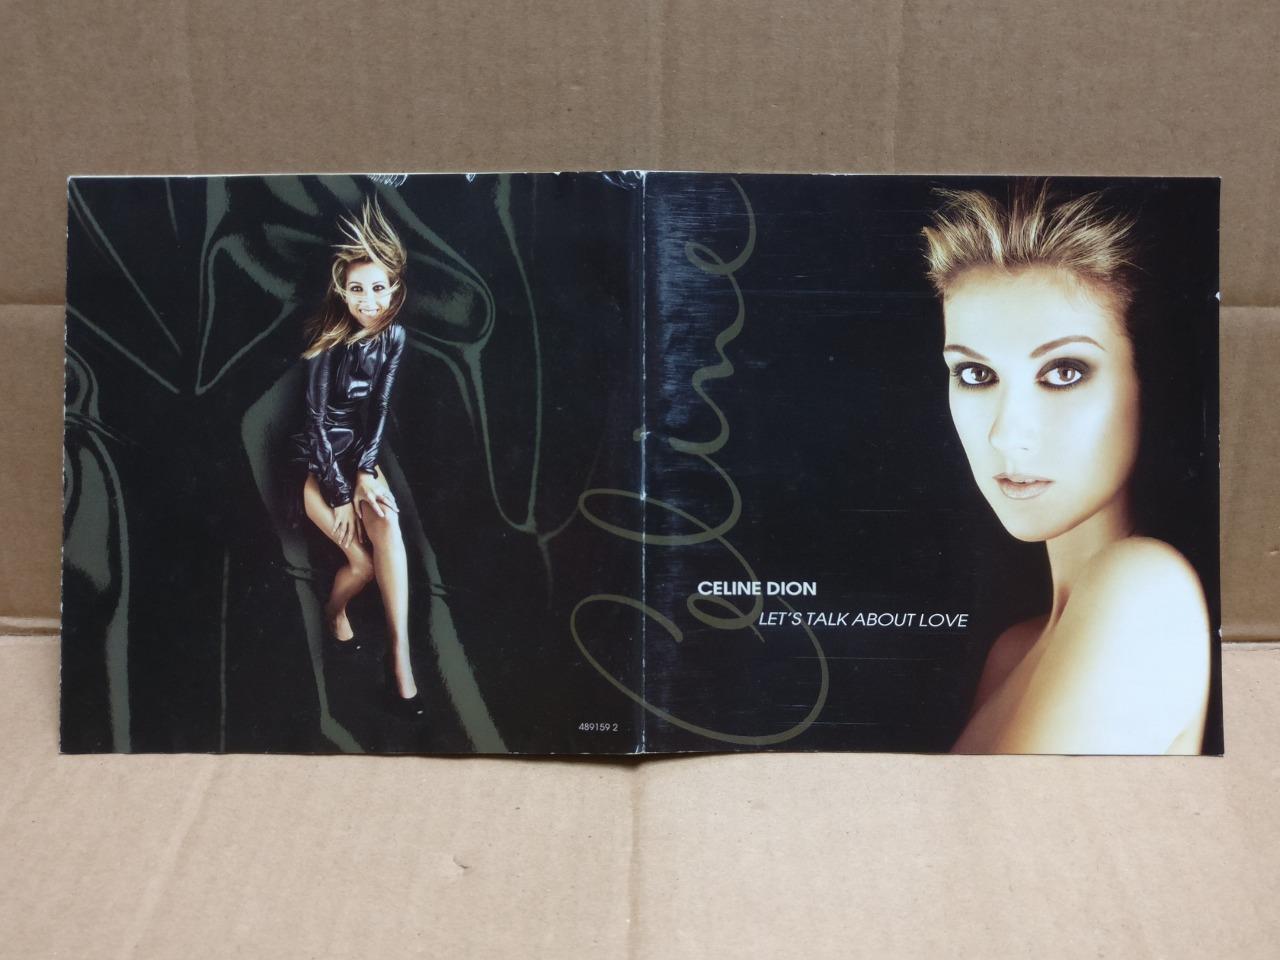 489159 2
Celine
CELINE DION
LET'S TALK ABOUT LOVE